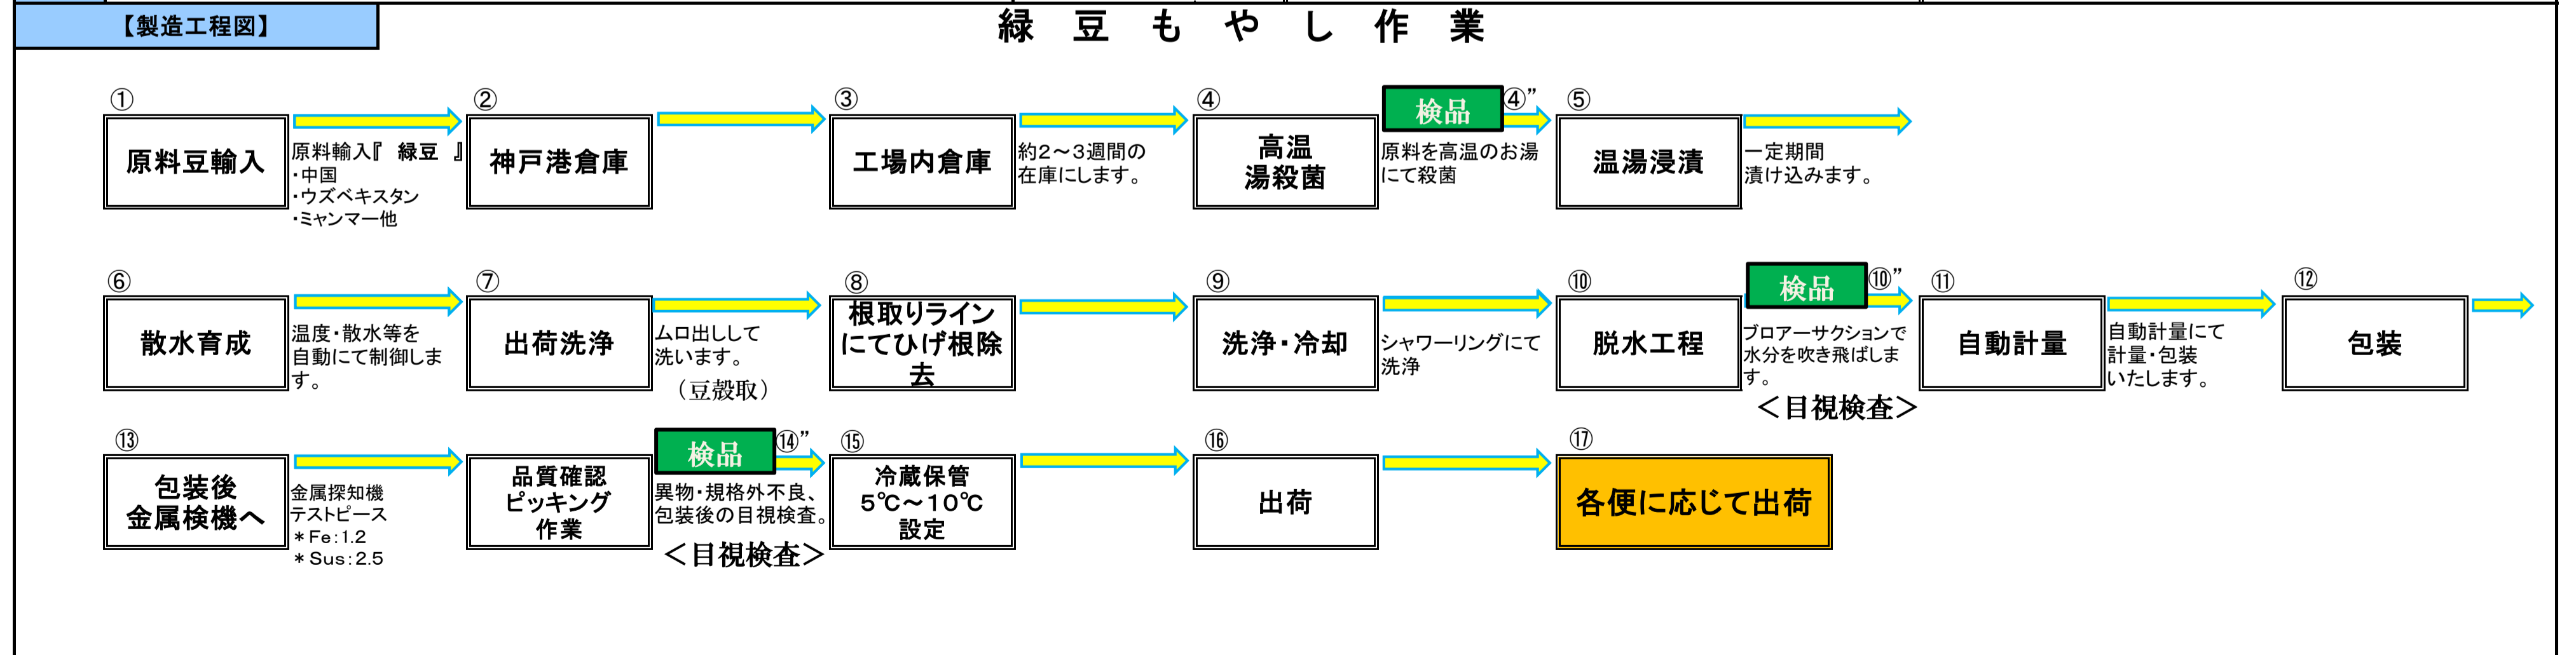 【製造工程図】
緑豆もやし作業
①
原料豆輸入
原料輸入『 緑豆 』
・中国
・ウズベキスタン
・ミャンマー他
②
神戸港倉庫
③
工場内倉庫
約2～3週間の
在庫にします。
④
高温
湯殺菌
検品
④”
原料を高温のお湯
にて殺菌
⑤
温湯浸漬
一定期間
漬け込みます。
⑥
散水育成
温度・散水等を
自動にて制御しま
す。
⑦
出荷洗浄
ムロ出しして
洗います。
（豆殻取）
⑧
根取りライン
にてひげ根除
去
⑨
洗浄・冷却
シャワーリングにて
洗浄
⑩
脱水工程
検品
⑩”
ブロアーサクションで
水分を吹き飛ばしま
す。
＜目視検査＞
⑪
自動計量
自動計量にて
計量・包装
いたします。
⑫
包装
⑬
包装後
金属検機へ
金属探知機
テストピース
＊Fe：1.2
＊Sus：2.5
品質確認
ピッキング
作業
検品
⑭”
異物・規格外不良、
包装後の目視検査。
＜目視検査＞
⑮
冷蔵保管
5℃～10℃
設定
⑯
出荷
⑰
各便に応じて出荷